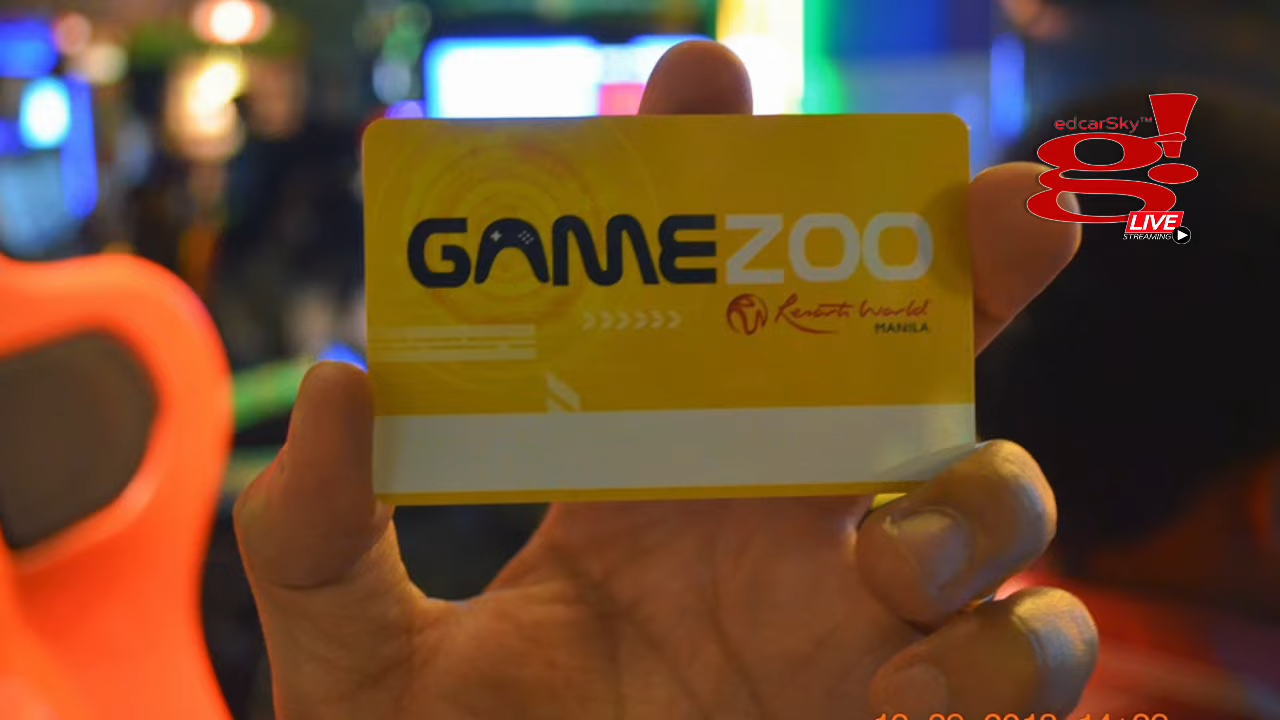 edcarSky™
g!
LIVE
STREAMING
GAMEZOO
Resorts World
MANILA